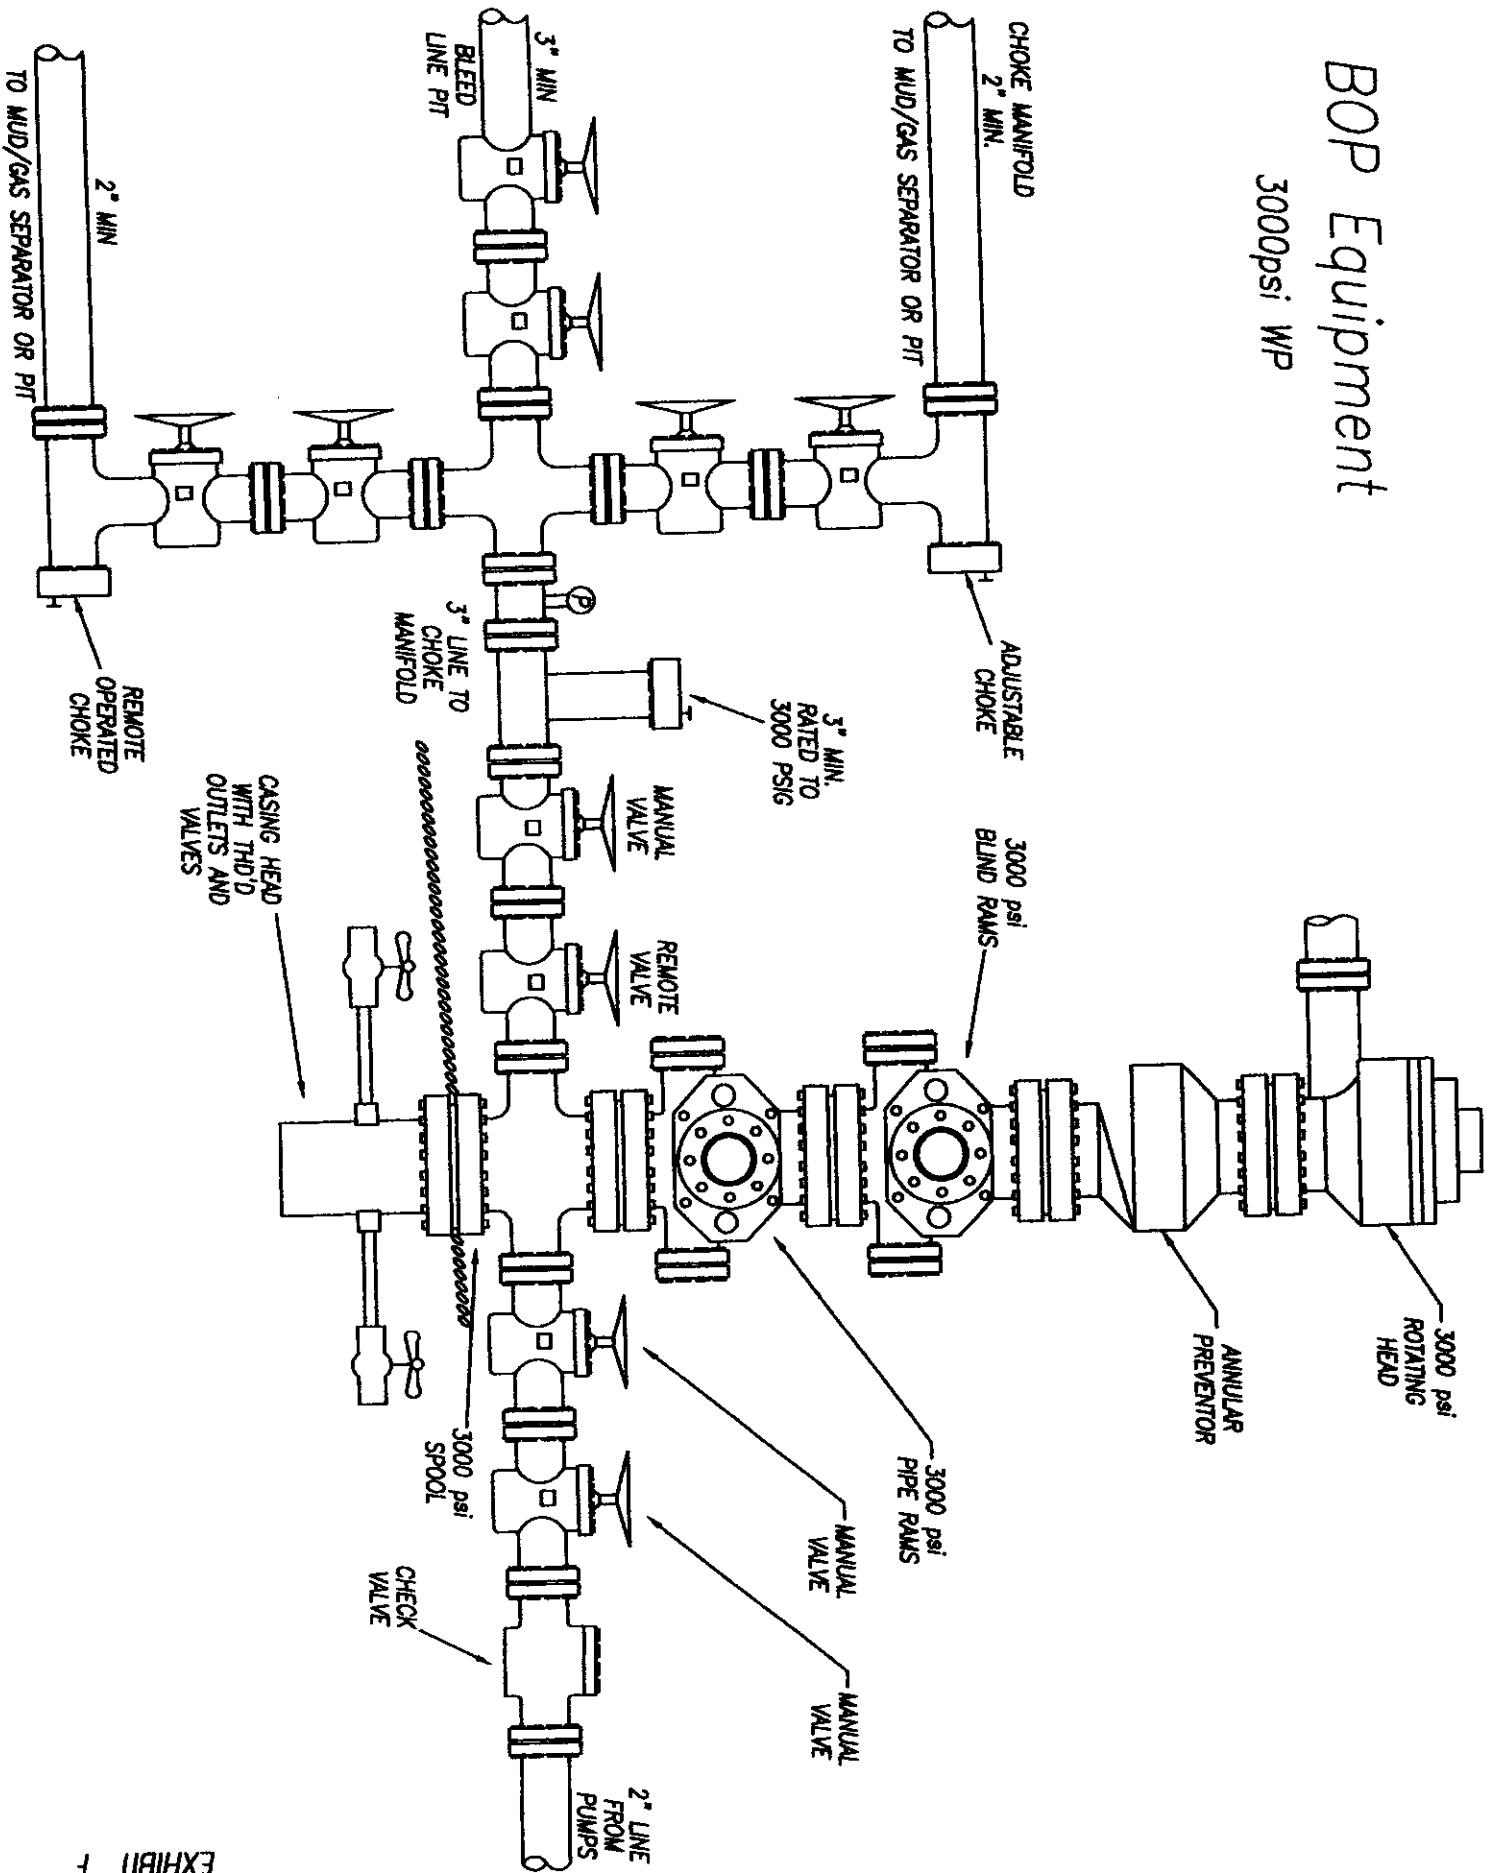 BOP Equipment
3000psi WP
CHOKE MANIFOLD
2" MIN.
TO MUD/GAS SEPARATOR OR PIT
ADJUSTABLE
CHOKE
3000 psi
BLIND RAMS
3000 psi
ROTATING
HEAD
ANNULAR
PREVENTOR
3000 psi
PIPE RAMS
MANUAL
VALVE
MANUAL
VALVE
3" MIN
BLEED
LINE PIT
P
3" LINE TO
CHOKE
MANIFOLD
3" MIN.
RATED TO
3000 PSIG
MANUAL
VALVE
REMOTE
VALVE
3000 psi
SPOOL
CHECK
VALVE
2" LINE
FROM
PUMPS
2" MIN
TO MUD/GAS SEPARATOR OR PIT
REMOTE
OPERATED
CHOKE
CASING HEAD
WITH THD'D
OUTLETS AND
VALVES
EXHIBIT